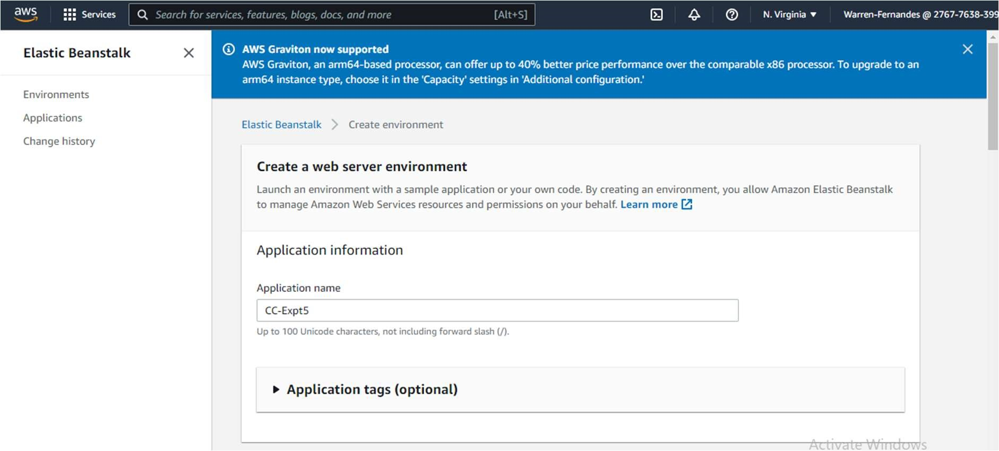 aws
Services
Search for services, features, blogs, docs, and more [Alt+S]
N. Virginia
Warren-Fernandes @ 2767-7638-399
Elastic Beanstalk
Environments
Applications
Change history
AWS Graviton now supported
AWS Graviton, an arm64-based processor, can offer up to 40% better price performance over the comparable x86 processor. To upgrade to an
arm64 instance type, choose it in the 'Capacity' settings in 'Additional configuration.'
Elastic Beanstalk
Create environment
Create a web server environment
Launch an environment with a sample application or your own code. By creating an environment, you allow Amazon Elastic Beanstalk
to manage Amazon Web Services resources and permissions on your behalf. Learn more
Application information
Application name
CC-Expt5
Up to 100 Unicode characters, not including forward slash (/).
Application tags (optional)
Activate Windows